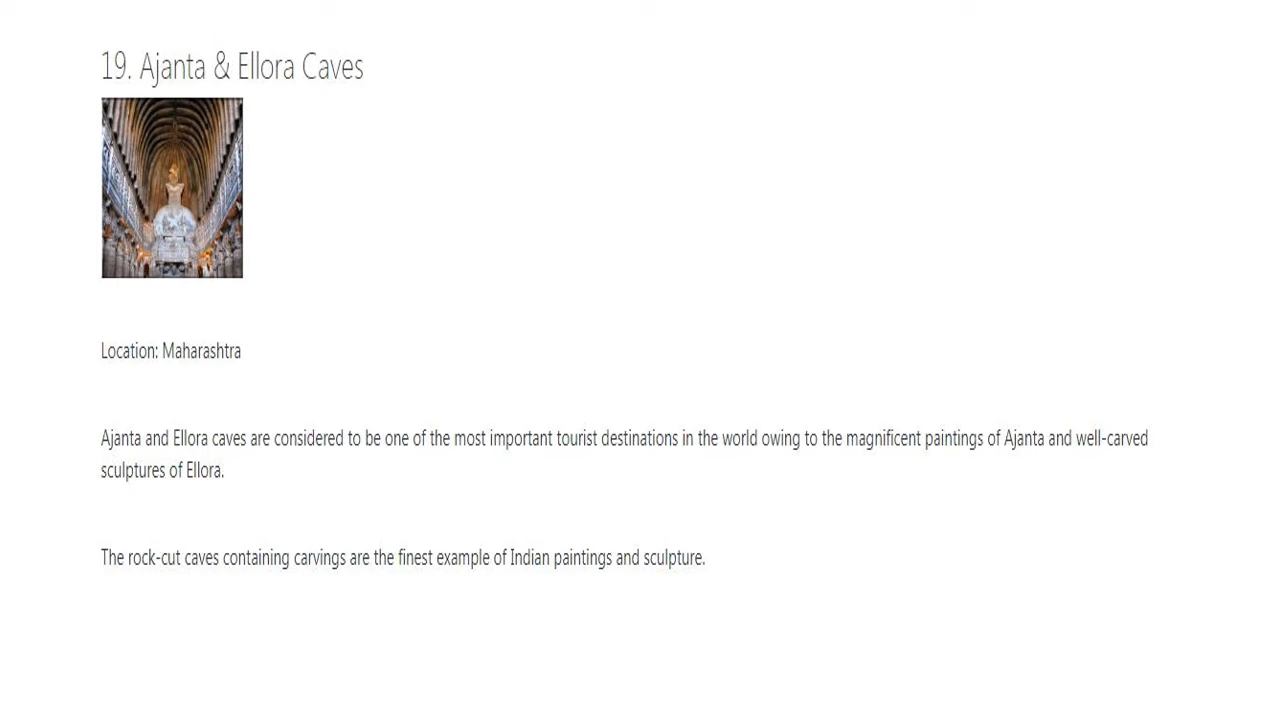 19. Ajanta & Ellora Caves
Location: Maharashtra
Ajanta and Ellora caves are considered to be one of the most important tourist destinations in the world owing to the magnificent paintings of Ajanta and well-carved
sculptures of Ellora.
The rock-cut caves containing carvings are the finest example of Indian paintings and sculpture.